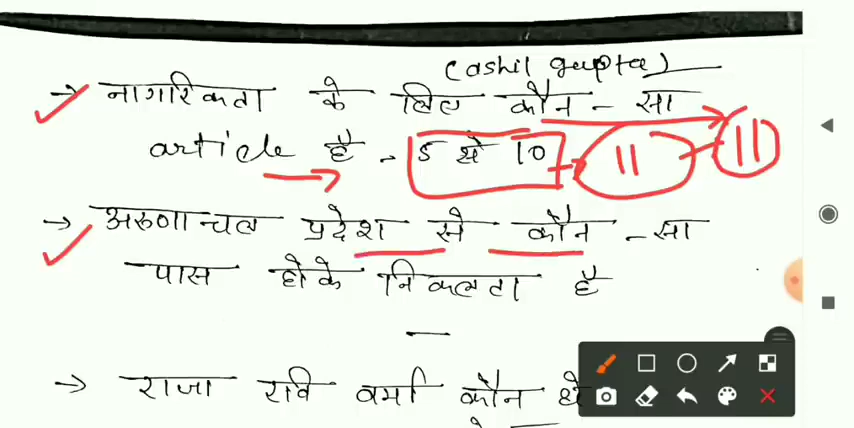 (ashil gupta)
→ नागरिकता के लिए कौन - सा
article है - 5 से 10 11 11
→ अरूणाचल प्रदेश से कौन - सा
पास होके निकलता है
→ राजा रवि वर्मा कौन थे